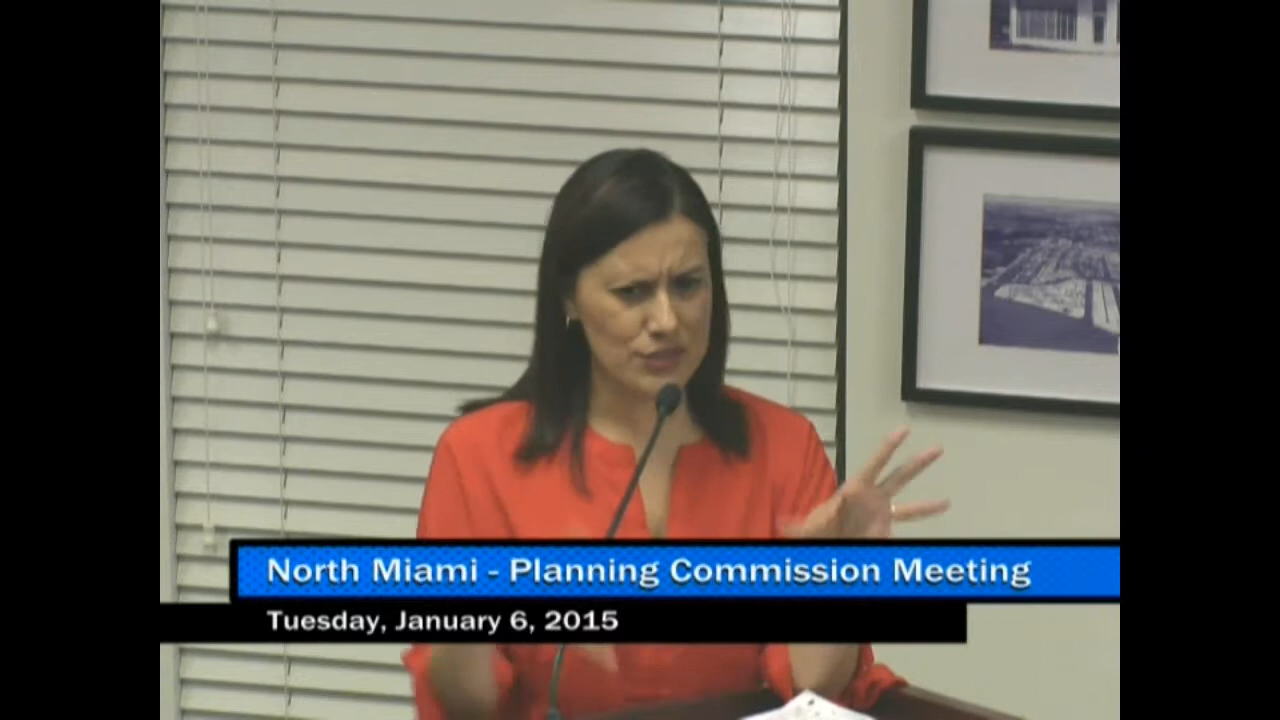 North Miami - Planning Commission Meeting
Tuesday, January 6, 2015